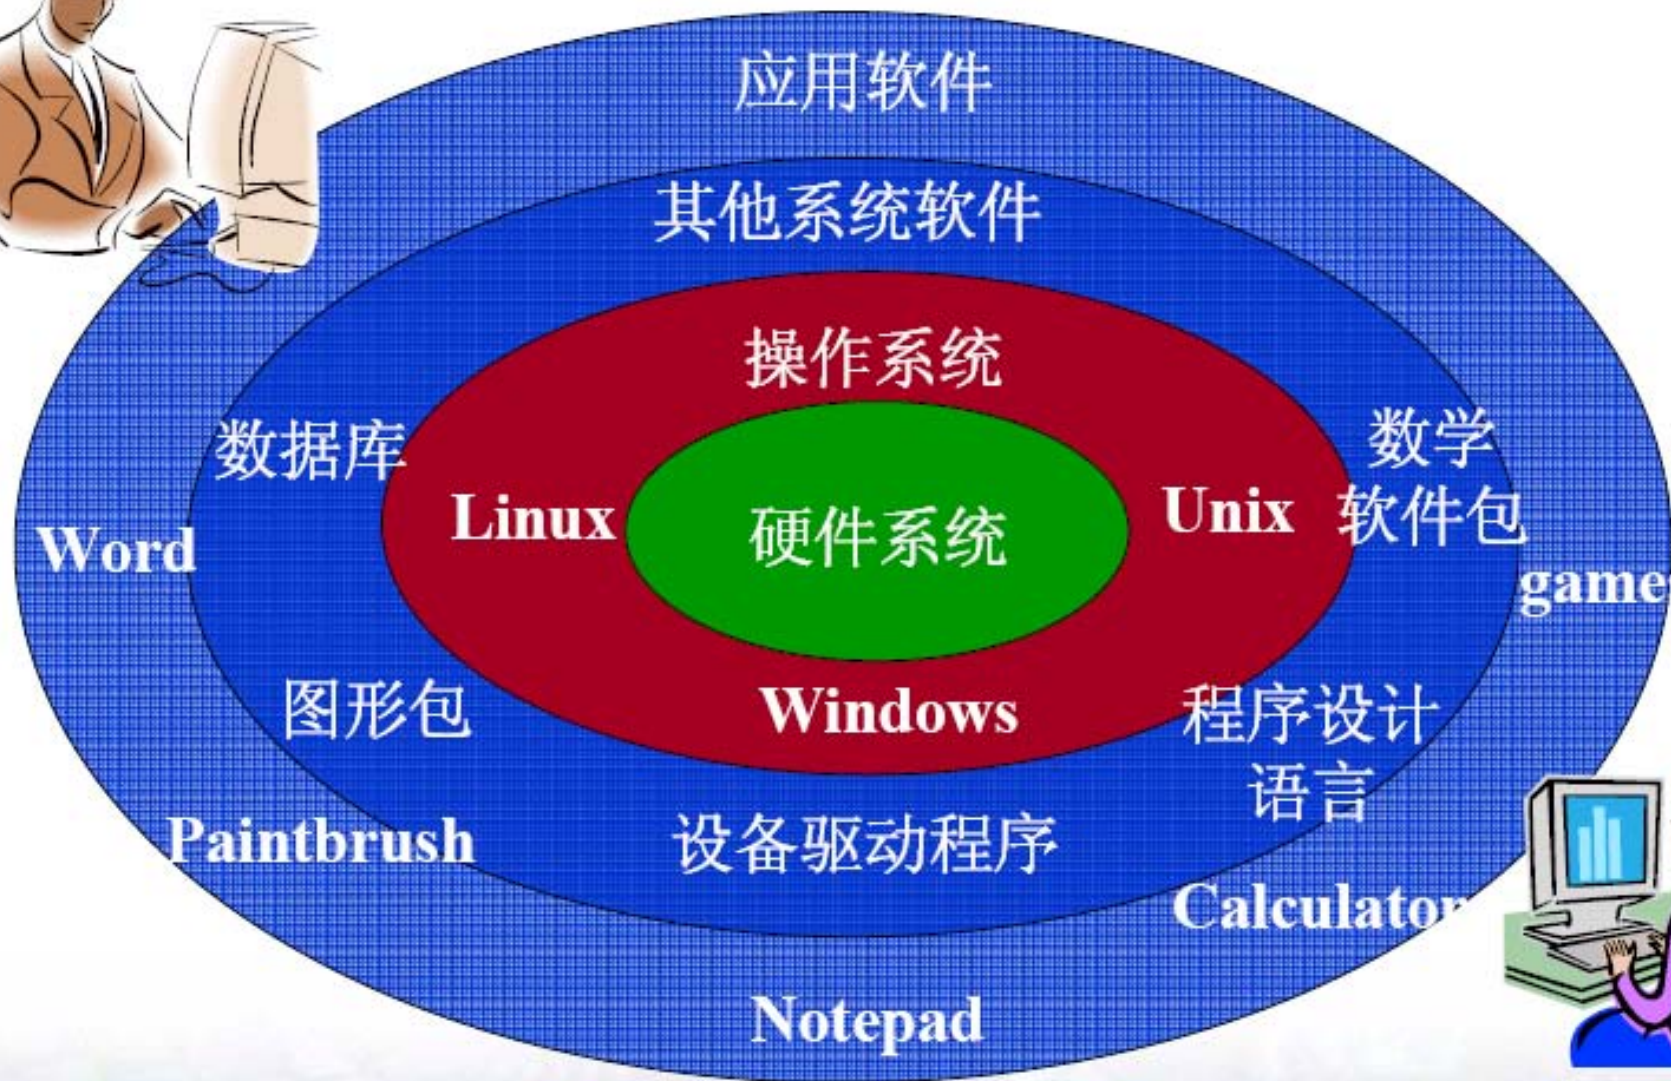 应用软件
其他系统软件
操作系统
数据库
数学
软件包
Linux
硬件系统
Unix
Word
game
图形包
Windows
程序设计
语言
Paintbrush
设备驱动程序
Calculator
Notepad